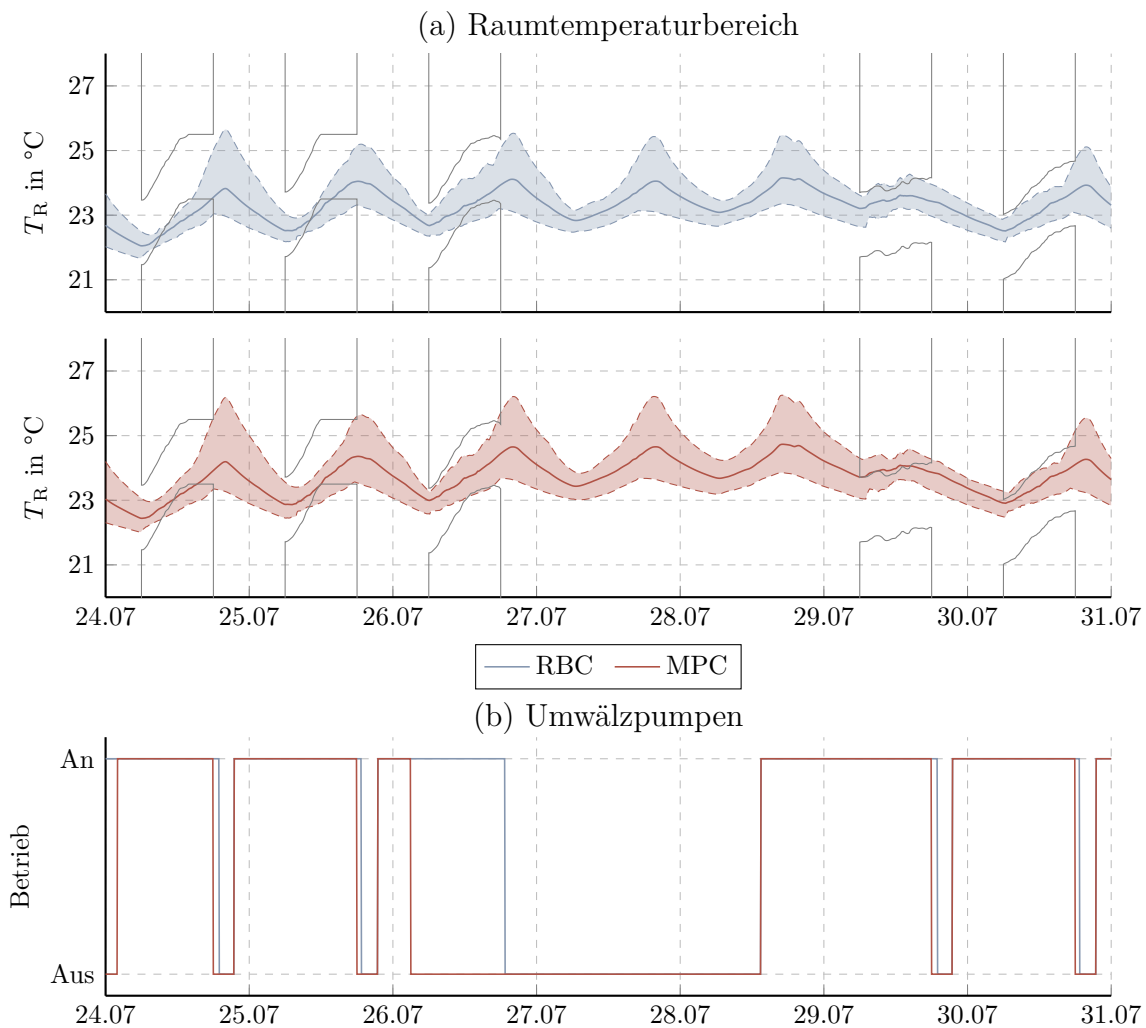 (a) Raumtemperaturbereich
27
25
23
21
T_R in °C
27
25
23
21
T_R in °C
24.07 25.07 26.07 27.07 28.07 29.07 30.07 31.07
RBC MPC
(b) Umwälzpumpen
An
Aus
Betrieb
24.07 25.07 26.07 27.07 28.07 29.07 30.07 31.07